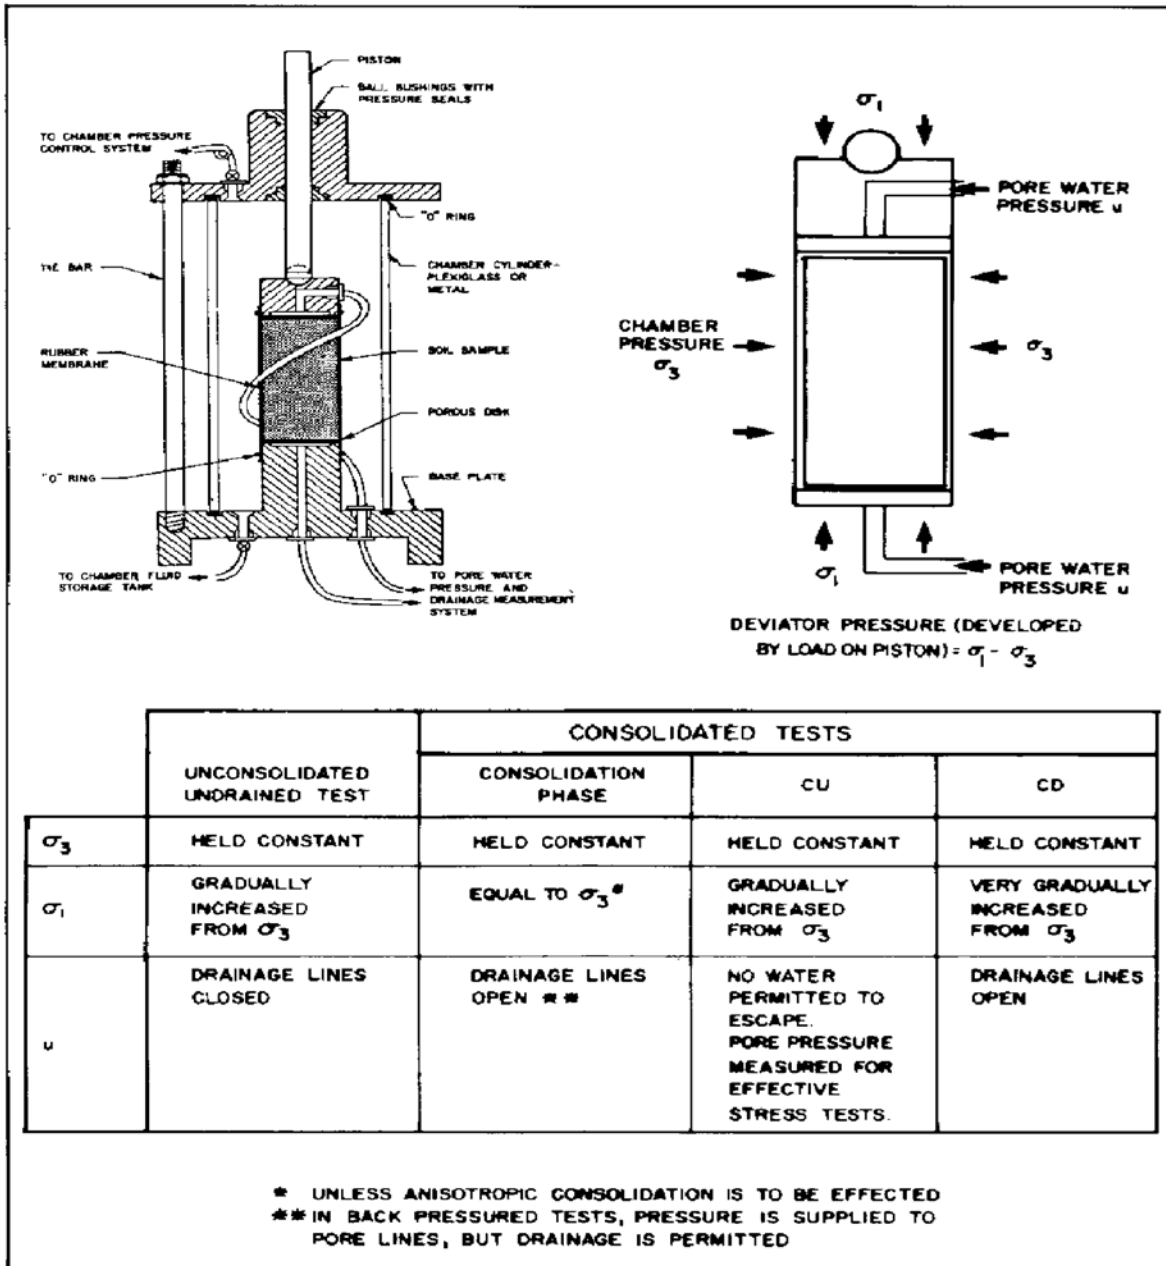 PISTON
BALL BUSHINGS WITH
PRESSURE SEALS
TO CHAMBER PRESSURE
CONTROL SYSTEM
"O" RING
TIE BAR
CHAMBER CYLINDER-
PLEXIGLASS OR
METAL
RUBBER
MEMBRANE
SOIL SAMPLE
POROUS DISK
"O" RING
BASE PLATE
TO CHAMBER FLUID
STORAGE TANK
TO PORE WATER
PRESSURE AND
DRAINAGE MEASUREMENT
SYSTEM
σ₁
PORE WATER
PRESSURE u
CHAMBER
PRESSURE
σ₃
σ₃
σ₁
PORE WATER
PRESSURE u
DEVIATOR PRESSURE (DEVELOPED
BY LOAD ON PISTON) = σ₁ - σ₃
CONSOLIDATED TESTS
UNCONSOLIDATED
UNDRAINED TEST
CONSOLIDATION
PHASE
CU
CD
σ₃
HELD CONSTANT
HELD CONSTANT
HELD CONSTANT
HELD CONSTANT
σ₁
GRADUALLY
INCREASED
FROM σ₃
EQUAL TO σ₃*
GRADUALLY
INCREASED
FROM σ₃
VERY GRADUALLY
INCREASED
FROM σ₃
u
DRAINAGE LINES
CLOSED
DRAINAGE LINES
OPEN **
NO WATER
PERMITTED TO
ESCAPE.
PORE PRESSURE
MEASURED FOR
EFFECTIVE
STRESS TESTS.
DRAINAGE LINES
OPEN
* UNLESS ANISOTROPIC CONSOLIDATION IS TO BE EFFECTED
** IN BACK PRESSURED TESTS, PRESSURE IS SUPPLIED TO
PORE LINES, BUT DRAINAGE IS PERMITTED